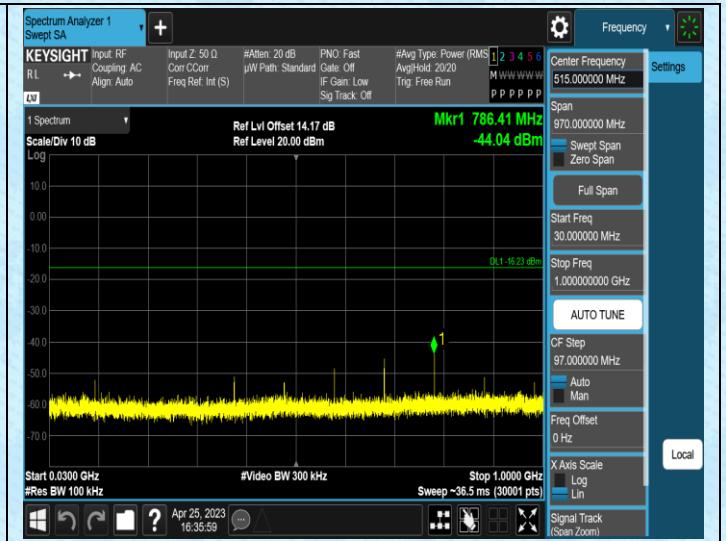 Spectrum Analyzer 1
Swept SA
+
Frequency
KEYSIGHT
RL
LXI
Input: RF
Coupling: AC
Align: Auto
Input Z: 50 Ω
Corr CCorr
Freq Ref: Int (S)
#Atten: 20 dB
µW Path: Standard
PNO: Fast
Gate: Off
IF Gain: Low
Sig Track: Off
#Avg Type: Power (RMS
Avg|Hold: 20/20
Trig: Free Run
1 2 3 4 5 6
M W W W W W
P P P P P P
Center Frequency
515.000000 MHz
Settings
1 Spectrum
Scale/Div 10 dB
Log
Ref Lvl Offset 14.17 dB
Ref Level 20.00 dBm
Mkr1 786.41 MHz
-44.04 dBm
Span
970.000000 MHz
Swept Span
Zero Span
Full Span
Start Freq
30.000000 MHz
Stop Freq
1.000000000 GHz
AUTO TUNE
CF Step
97.000000 MHz
Auto
Man
Freq Offset
0 Hz
X Axis Scale
Log
Lin
Signal Track
(Span Zoom)
Local
10.0
0.00
-10.0
DL1 -16.23 dBm
-20.0
-30.0
-40.0
1
-50.0
-60.0
-70.0
Start 0.0300 GHz
#Res BW 100 kHz
#Video BW 300 kHz
Stop 1.0000 GHz
Sweep ~36.5 ms (30001 pts)
?
Apr 25, 2023
16:35:59